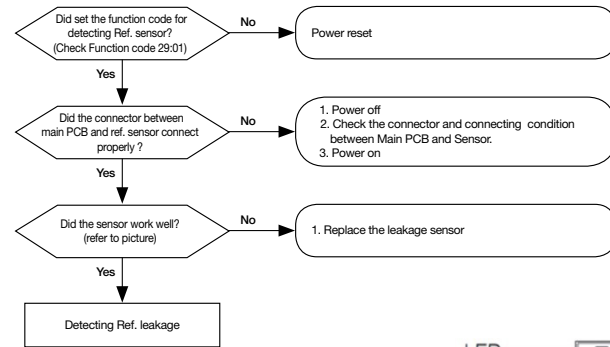 Did set the function code for
detecting Ref. sensor?
(Check Function code 29:01)
No
Power reset
Yes
Did the connector between
main PCB and ref. sensor connect
properly ?
No
1. Power off
2. Check the connector and connecting condition
between Main PCB and Sensor.
3. Power on
Yes
Did the sensor work well?
(refer to picture)
No
1. Replace the leakage sensor
Yes
Detecting Ref. leakage
LED